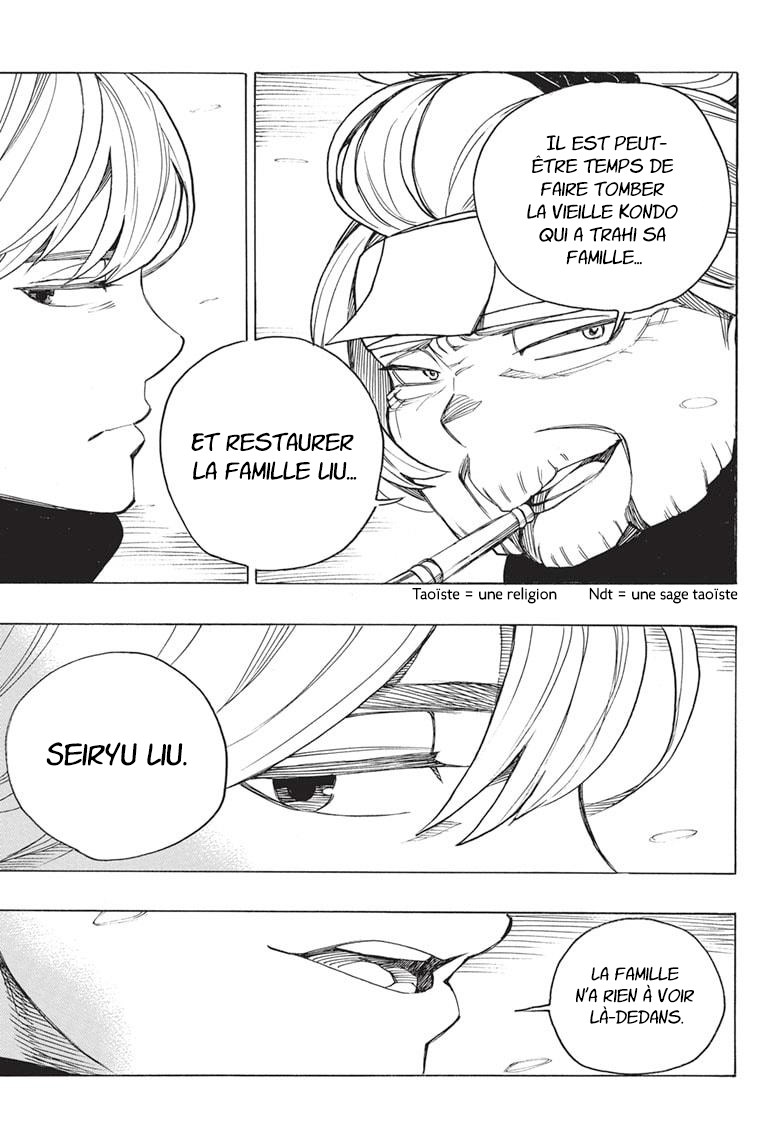 IL EST PEUT-
ÊTRE TEMPS DE
FAIRE TOMBER
LA VIEILLE KONDO
QUI A TRAHI SA
FAMILLE...
ET RESTAURER
LA FAMILLE LIU...
Taoïste = une religion Ndt = une sage taoïste
SEIRYU LIU.
LA FAMILLE
N'A RIEN À VOIR
LÀ-DEDANS.